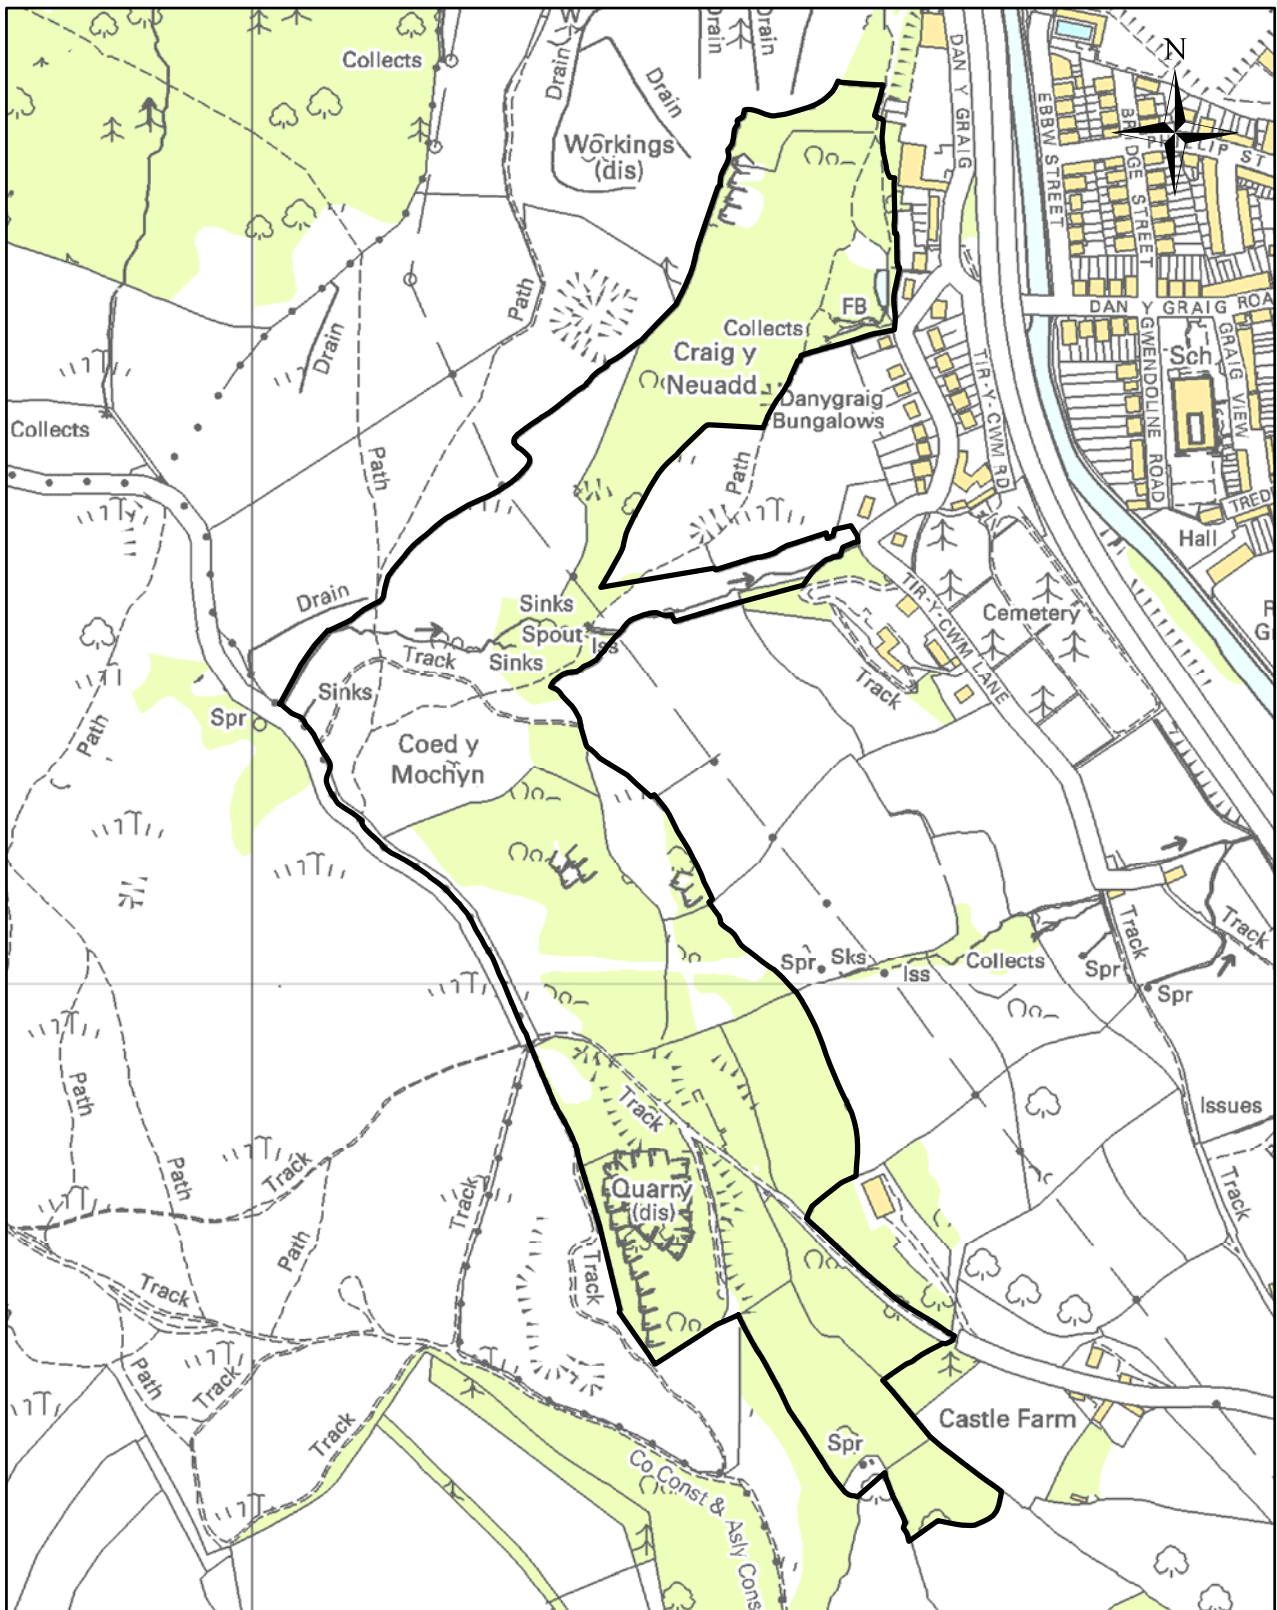 W
Drain
Drain
Drain
Drain
N
Collects
DAN Y GRAIG
EBBW STREET
BRIDGE STREET
PHILLIP ST
Workings
(dis)
Path
Drain
FB
Collects
DAN Y GRAIG ROA
Craig y
Neuadd
Danygraig
Bungalows
TIR-Y-CWM RD
GWENDOLINE ROAD
Sch
GRAIG VIEW
TRED
Hall
Collects
Path
Path
Drain
Sinks
Spout
Iss
Sinks
Track
TIR-Y-CWM LANE
Cemetery
R
G
Track
Sinks
Spr
Path
Coed y
Mochyn
Spr
Sks
Iss
Collects
Spr
Track
Track
Spr
Path
Track
Issues
Path
Track
Track
Quarry
(dis)
Track
Track
Path
Track
Path
Track
Track
Castle Farm
Spr
Co Const & Asly Cons